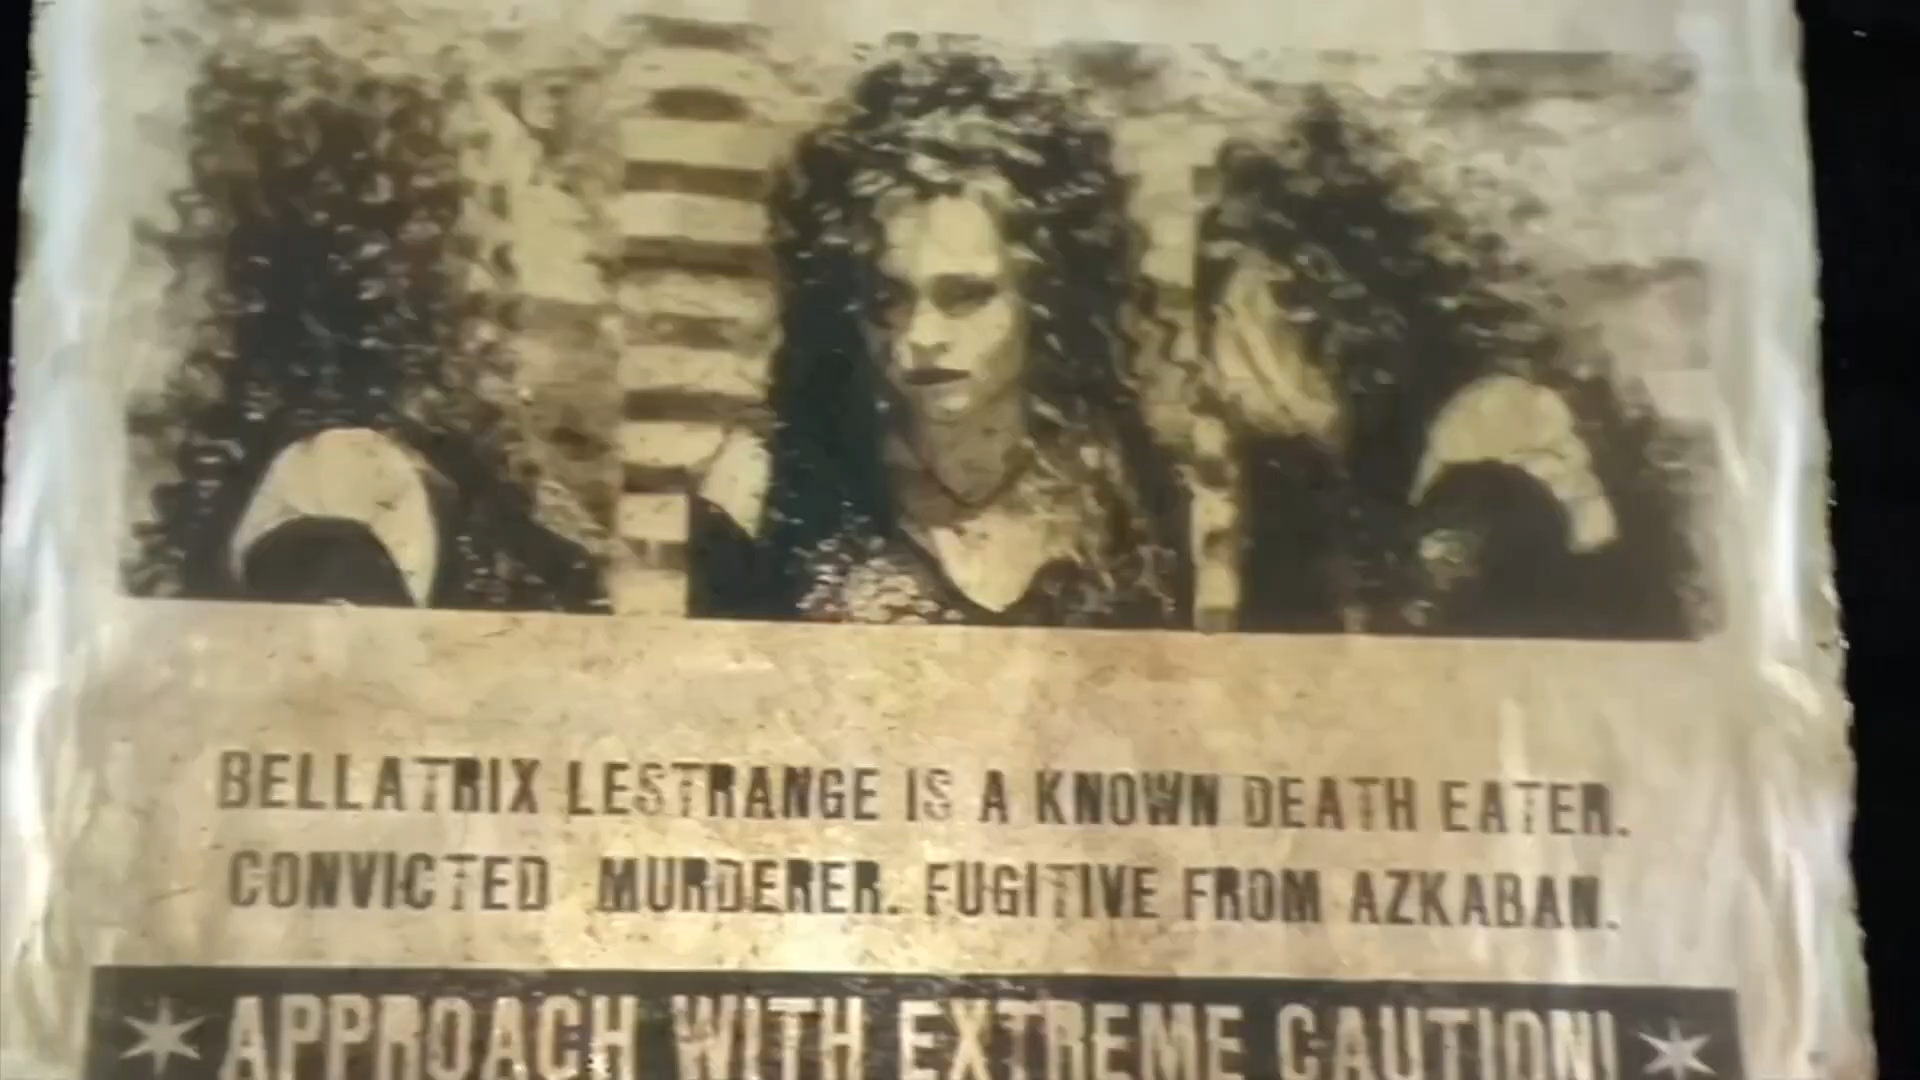 BELLATRIX LESTRANGE IS A KNOWN DEATH EATER.
CONVICTED MURDERER. FUGITIVE FROM AZKABAN.
APPROACH WITH EXTREME CAUTION!